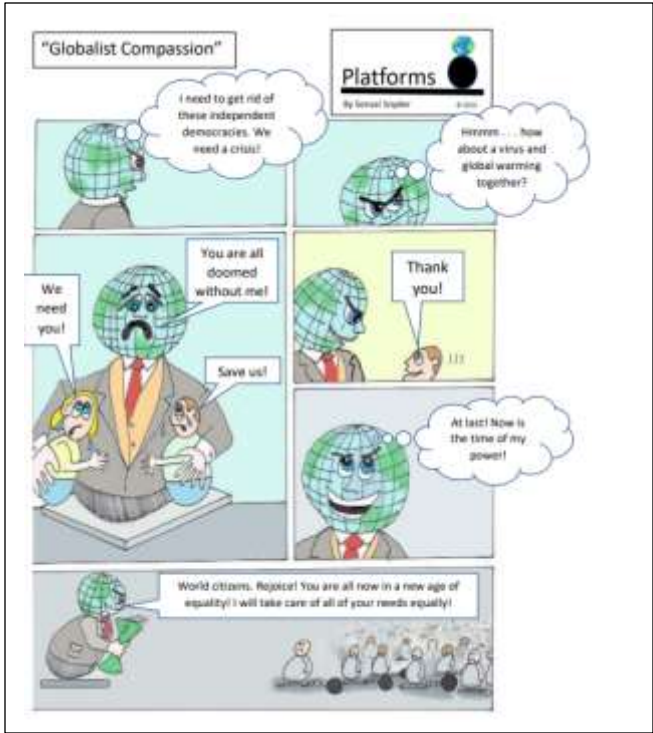 "Globalist Compassion"
Platforms
I need to get rid of
these independent
democracies. We
need a crisis!
Hmmm . . . how
about a virus and
global warming
together?
We
need
you!
You are all
doomed
without me!
Save us!
Thank
you!
At last! Now is
the time of my
power!
World citizens. Rejoice! You are all now in a new age of
equality! I will take care of all of your needs equally!